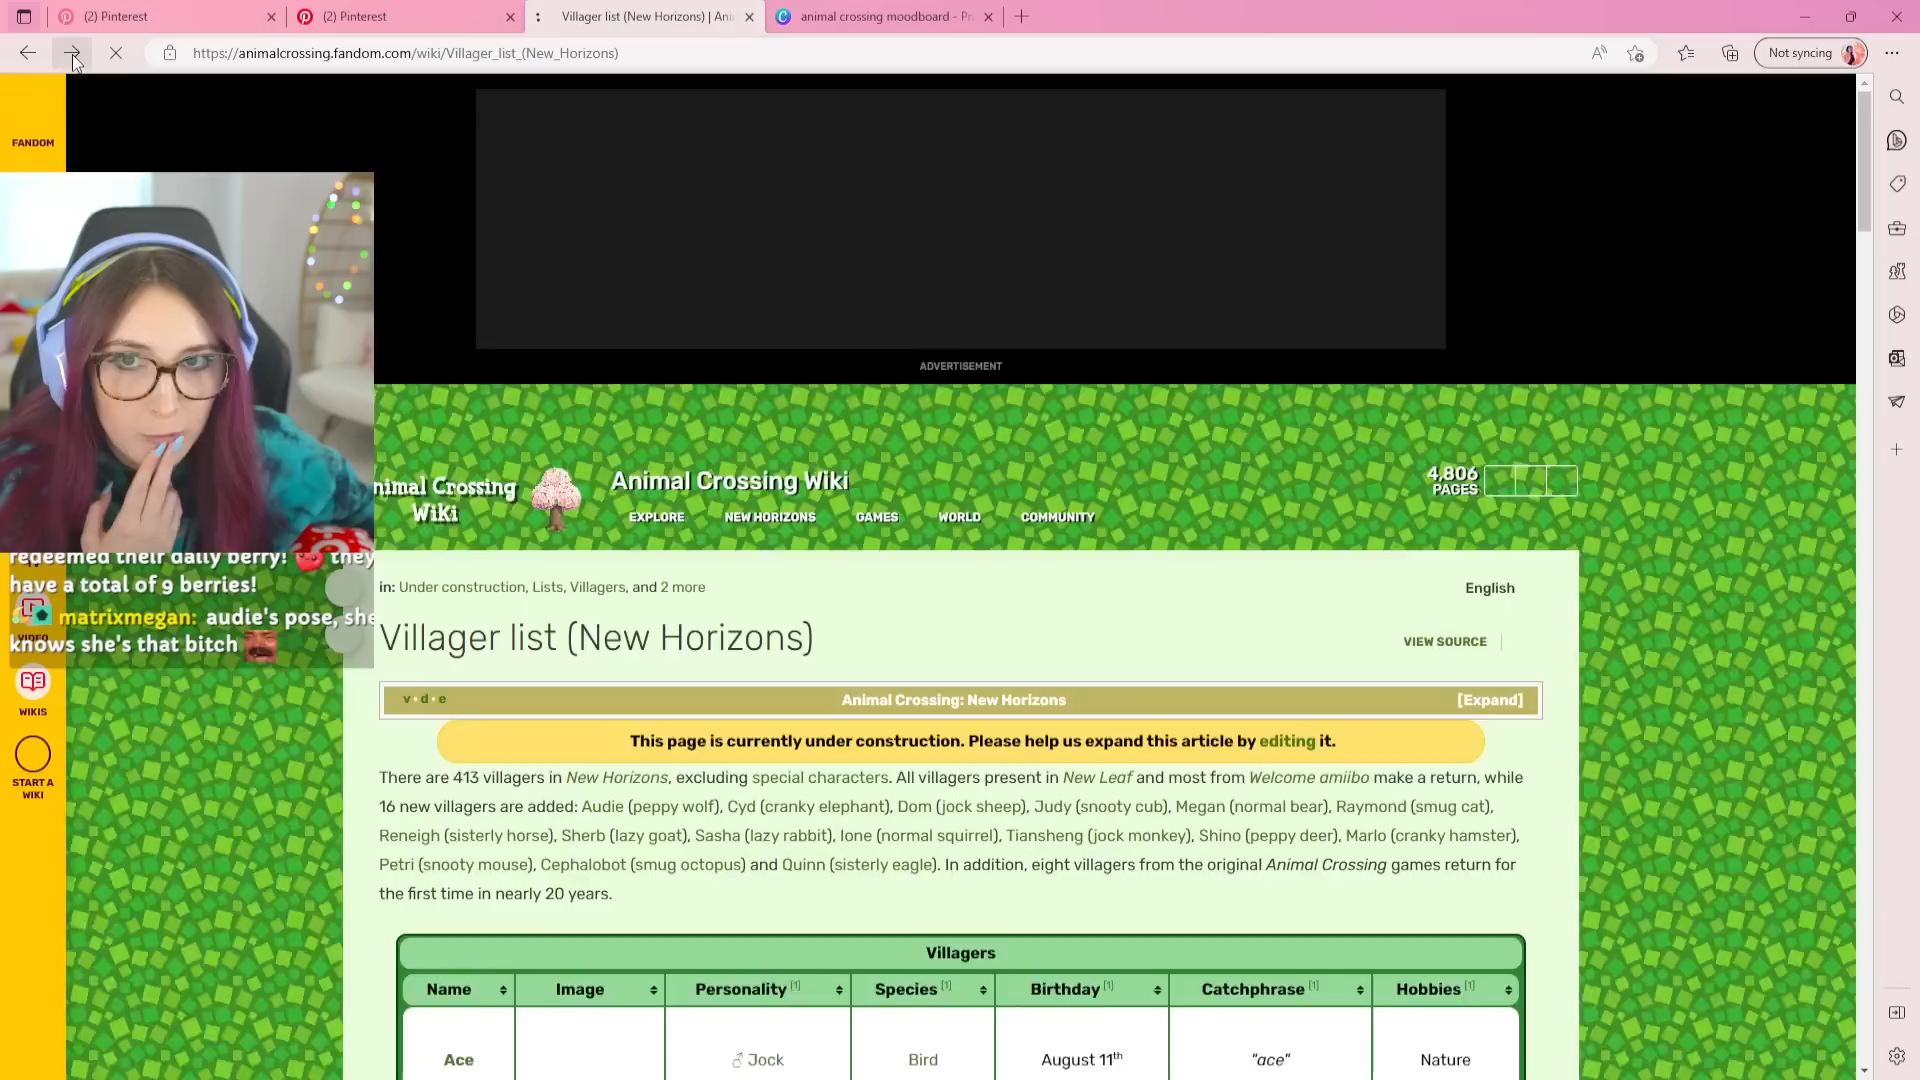 (2) Pinterest
(2) Pinterest
Villager list (New Horizons) | Ani
animal crossing moodboard - Pr
https://animalcrossing.fandom.com/wiki/Villager_list_(New_Horizons)
Not syncing
FANDOM
ADVERTISEMENT
nimal Crossing
Wiki
Animal Crossing Wiki
EXPLORE NEW HORIZONS GAMES WORLD COMMUNITY
4,806
PAGES
redeemed their daily berry! they
have a total of 9 berries!
matrixmegan: audie's pose, she
knows she's that bitch
VIDEO
WIKIS
START A
WIKI
in: Under construction, Lists, Villagers, and 2 more
English
Villager list (New Horizons)
VIEW SOURCE
v · d · e
Animal Crossing: New Horizons
[Expand]
This page is currently under construction. Please help us expand this article by editing it.
There are 413 villagers in New Horizons, excluding special characters. All villagers present in New Leaf and most from Welcome amiibo make a return, while
16 new villagers are added: Audie (peppy wolf), Cyd (cranky elephant), Dom (jock sheep), Judy (snooty cub), Megan (normal bear), Raymond (smug cat),
Reneigh (sisterly horse), Sherb (lazy goat), Sasha (lazy rabbit), Ione (normal squirrel), Tiansheng (jock monkey), Shino (peppy deer), Marlo (cranky hamster),
Petri (snooty mouse), Cephalobot (smug octopus) and Quinn (sisterly eagle). In addition, eight villagers from the original Animal Crossing games return for
the first time in nearly 20 years.
Villagers
Name Image Personality [1] Species [1] Birthday [1] Catchphrase [1] Hobbies [1]
Ace ♂ Jock Bird August 11th "ace" Nature